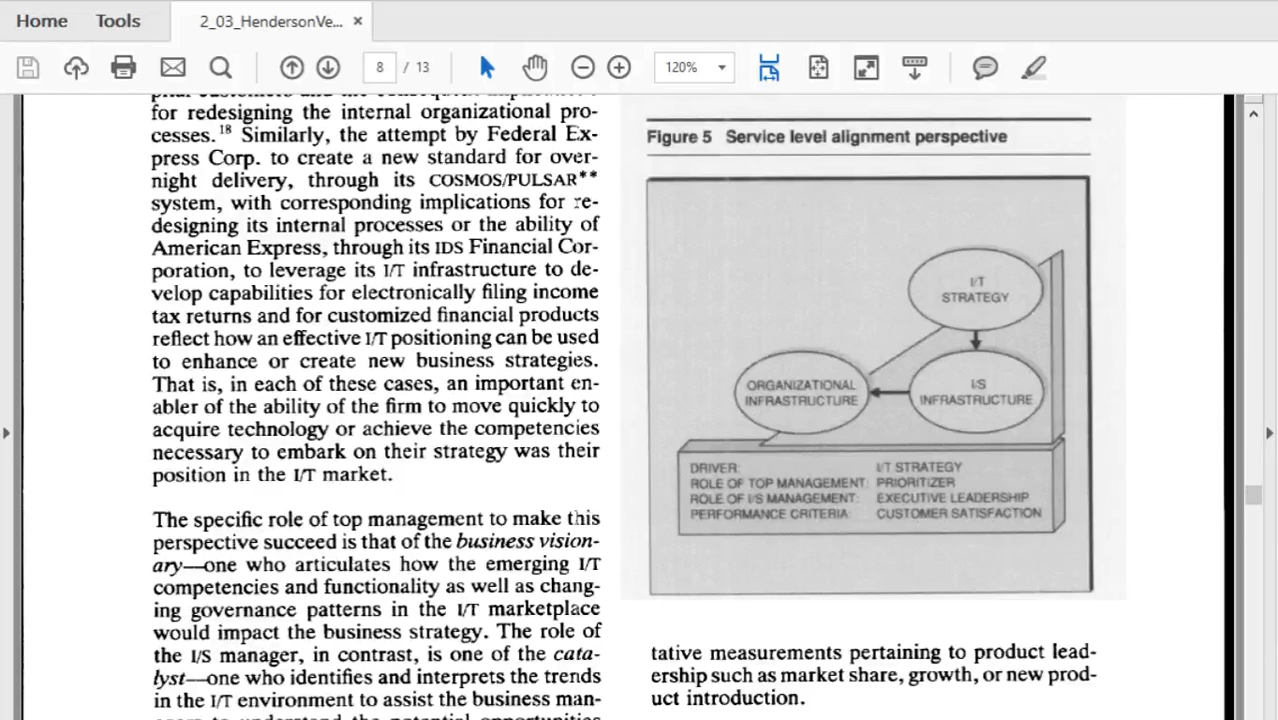 Home Tools 2_03_HendersonVe... ×
8 / 13 120%
for redesigning the internal organizational pro-
cesses.18 Similarly, the attempt by Federal Ex-
press Corp. to create a new standard for over-
night delivery, through its COSMOS/PULSAR**
system, with corresponding implications for re-
designing its internal processes or the ability of
American Express, through its IDS Financial Cor-
poration, to leverage its I/T infrastructure to de-
velop capabilities for electronically filing income
tax returns and for customized financial products
reflect how an effective I/T positioning can be used
to enhance or create new business strategies.
That is, in each of these cases, an important en-
abler of the ability of the firm to move quickly to
acquire technology or achieve the competencies
necessary to embark on their strategy was their
position in the I/T market.
The specific role of top management to make this
perspective succeed is that of the business vision-
ary—one who articulates how the emerging I/T
competencies and functionality as well as chang-
ing governance patterns in the I/T marketplace
would impact the business strategy. The role of
the I/S manager, in contrast, is one of the cata-
lyst—one who identifies and interprets the trends
in the I/T environment to assist the business man-
Figure 5 Service level alignment perspective
I/T
STRATEGY
ORGANIZATIONAL
INFRASTRUCTURE
I/S
INFRASTRUCTURE
DRIVER: I/T STRATEGY
ROLE OF TOP MANAGEMENT: PRIORITIZER
ROLE OF I/S MANAGEMENT: EXECUTIVE LEADERSHIP
PERFORMANCE CRITERIA: CUSTOMER SATISFACTION
tative measurements pertaining to product lead-
ership such as market share, growth, or new prod-
uct introduction.